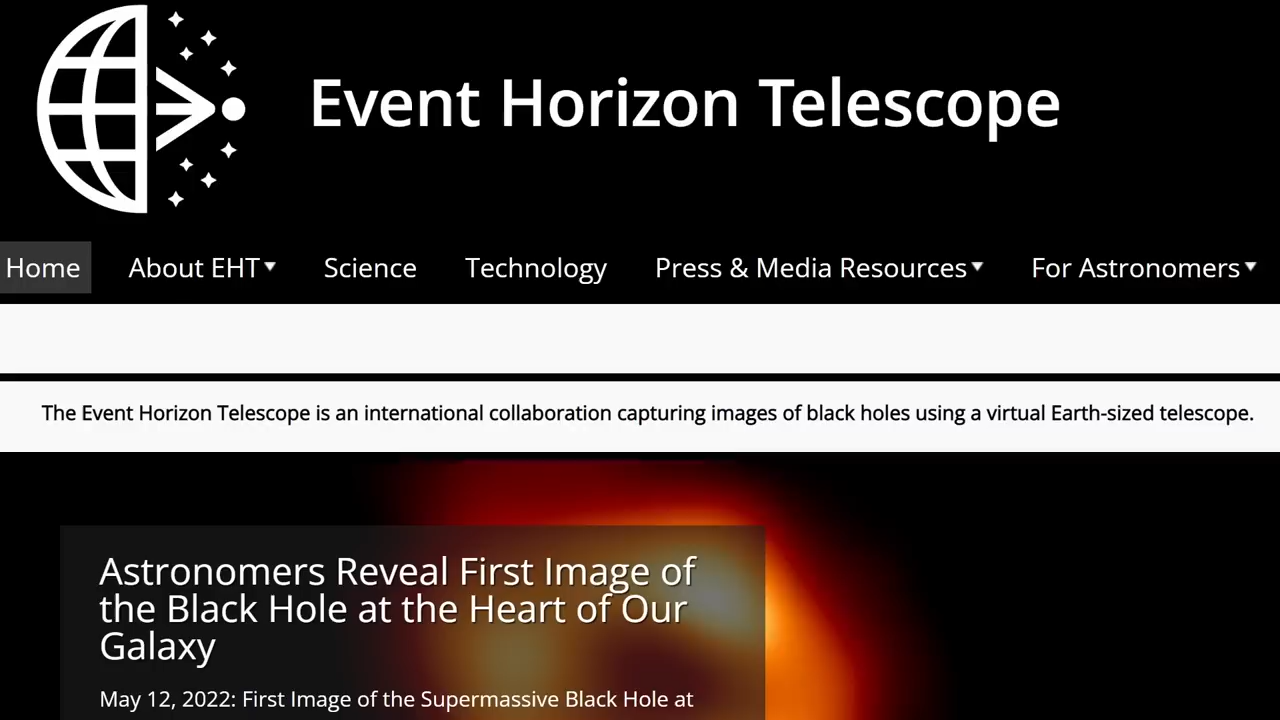 Event Horizon Telescope
Home About EHT Science Technology Press & Media Resources For Astronomers
The Event Horizon Telescope is an international collaboration capturing images of black holes using a virtual Earth-sized telescope.
Astronomers Reveal First Image of
the Black Hole at the Heart of Our
Galaxy
May 12, 2022: First Image of the Supermassive Black Hole at